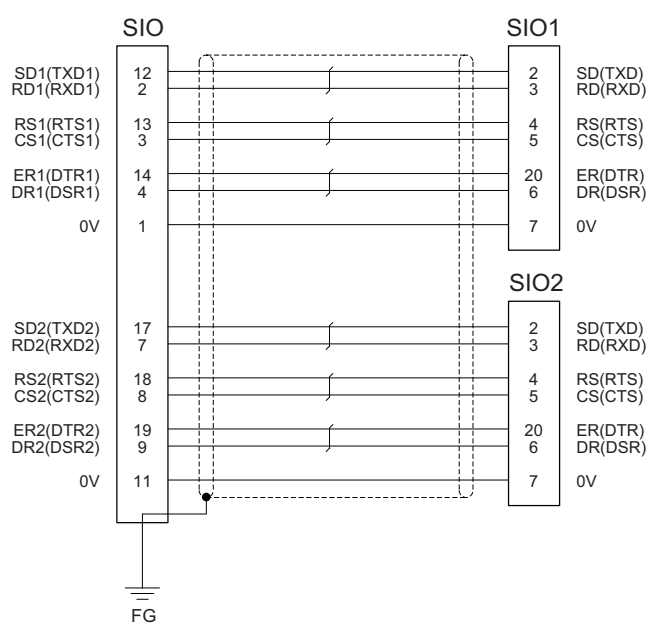 SIO SIO1
SD1(TXD1) 12 2 SD(TXD)
RD1(RXD1) 2 3 RD(RXD)
RS1(RTS1) 13 4 RS(RTS)
CS1(CTS1) 3 5 CS(CTS)
ER1(DTR1) 14 20 ER(DTR)
DR1(DSR1) 4 6 DR(DSR)
0V 1 7 0V
SIO2
SD2(TXD2) 17 2 SD(TXD)
RD2(RXD2) 7 3 RD(RXD)
RS2(RTS2) 18 4 RS(RTS)
CS2(CTS2) 8 5 CS(CTS)
ER2(DTR2) 19 20 ER(DTR)
DR2(DSR2) 9 6 DR(DSR)
0V 11 7 0V
FG